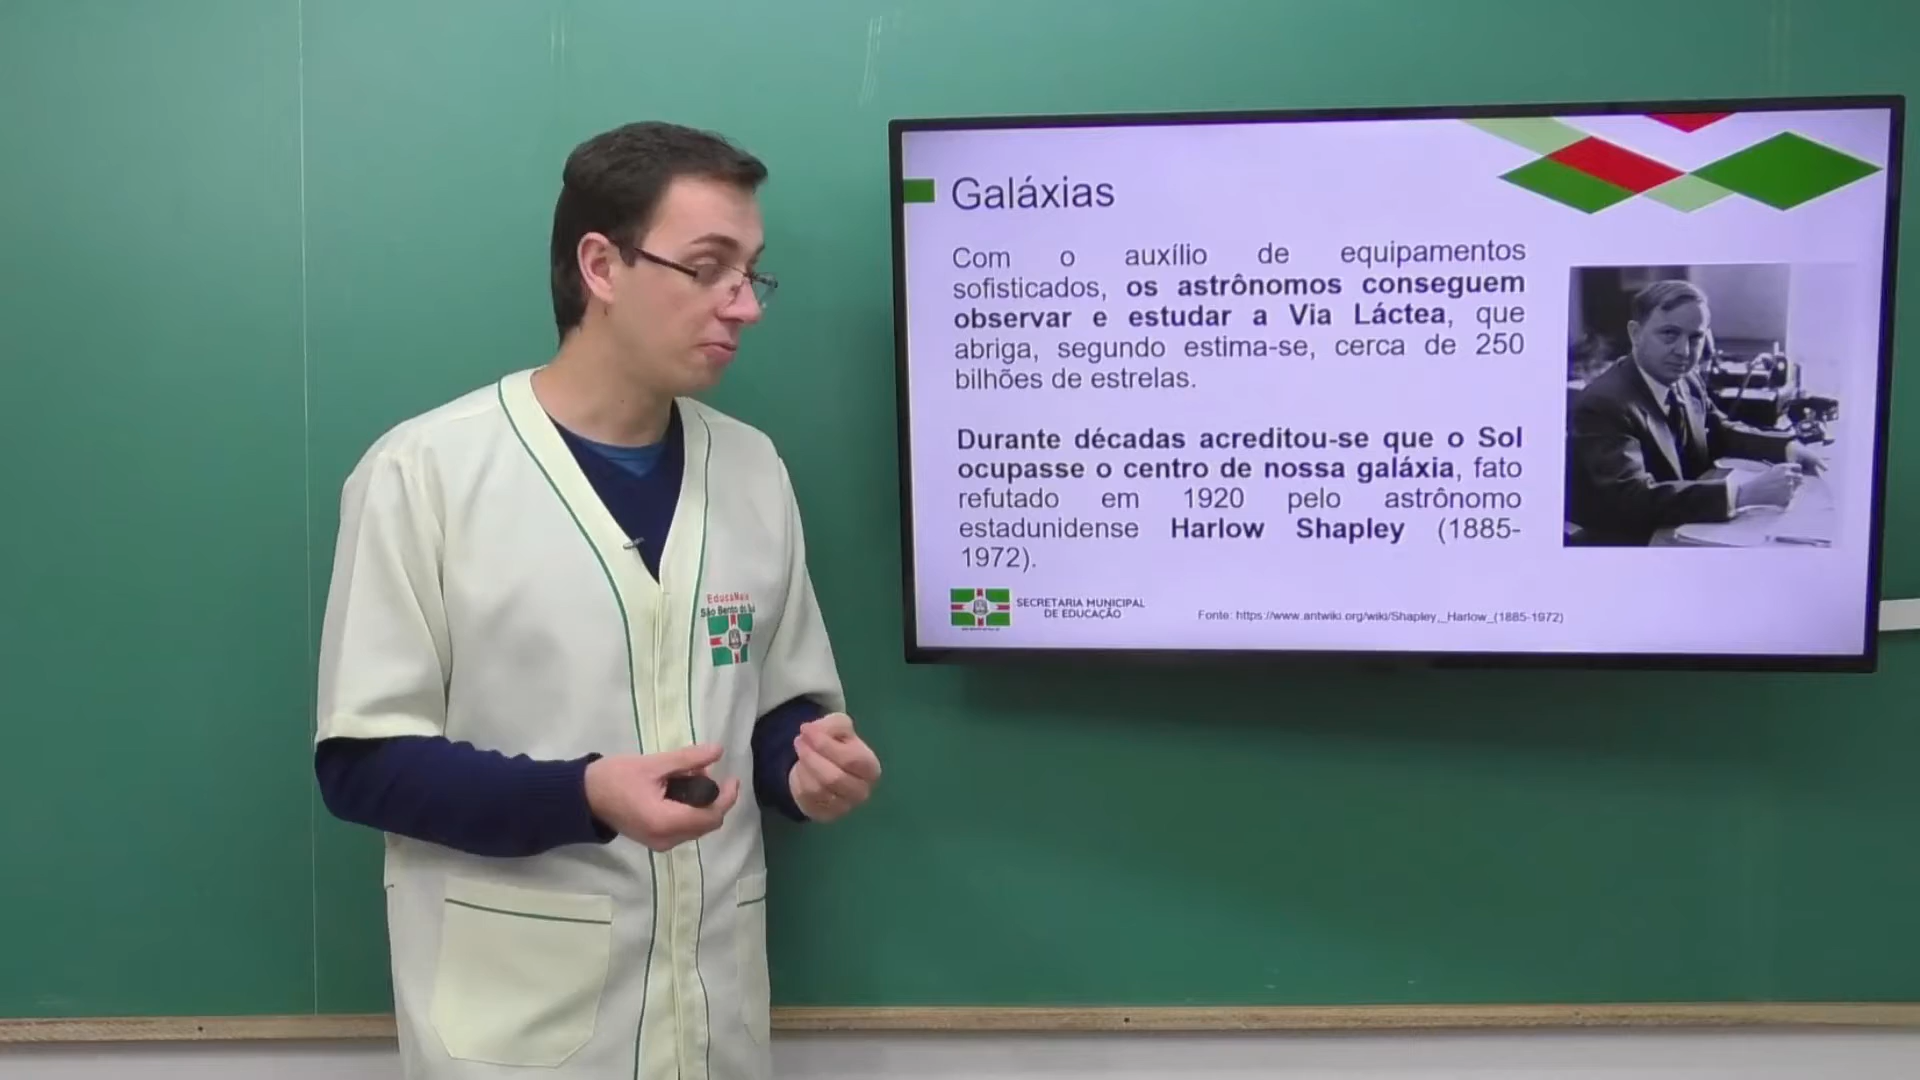 Galáxias
Com o auxílio de equipamentos
sofisticados, os astrônomos conseguem
observar e estudar a Via Láctea, que
abriga, segundo estima-se, cerca de 250
bilhões de estrelas.
Durante décadas acreditou-se que o Sol
ocupasse o centro de nossa galáxia, fato
refutado em 1920 pelo astrônomo
estadunidense Harlow Shapley (1885-
1972).
SECRETARIA MUNICIPAL
DE EDUCAÇÃO
Fonte: https://www.antwiki.org/wiki/Shapley,_Harlow_(1885-1972)
EducaMais
São Bento do Sul